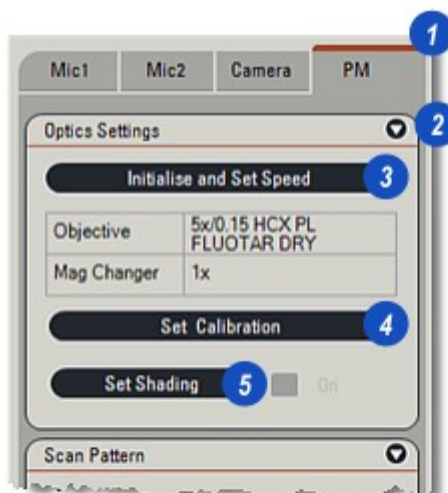 1
Mic1 Mic2 Camera PM
Optics Settings 2
Initialise and Set Speed 3
Objective 5x/0.15 HCX PL
FLUOTAR DRY
Mag Changer 1x
Set Calibration 4
Set Shading 5 On
Scan Pattern